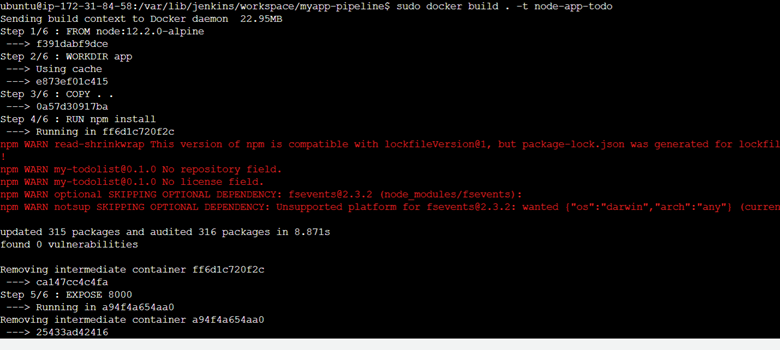 ubuntu@ip-172-31-84-58:/var/lib/jenkins/workspace/myapp-pipeline$ sudo docker build . -t node-app-todo
Sending build context to Docker daemon  22.95MB
Step 1/6 : FROM node:12.2.0-alpine
 ---> f391dabf9dce
Step 2/6 : WORKDIR app
 ---> Using cache
 ---> e873ef01c415
Step 3/6 : COPY . .
 ---> 0a57d30917ba
Step 4/6 : RUN npm install
 ---> Running in ff6d1c720f2c
npm WARN read-shrinkwrap This version of npm is compatible with lockfileVersion@1, but package-lock.json was generated for lockfil
!
npm WARN my-todolist@0.1.0 No repository field.
npm WARN my-todolist@0.1.0 No license field.
npm WARN optional SKIPPING OPTIONAL DEPENDENCY: fsevents@2.3.2 (node_modules/fsevents):
npm WARN notsup SKIPPING OPTIONAL DEPENDENCY: Unsupported platform for fsevents@2.3.2: wanted {"os":"darwin","arch":"any"} (curren
updated 315 packages and audited 316 packages in 8.871s
found 0 vulnerabilities
Removing intermediate container ff6d1c720f2c
 ---> ca147cc4c4fa
Step 5/6 : EXPOSE 8000
 ---> Running in a94f4a654aa0
Removing intermediate container a94f4a654aa0
 ---> 25433ad42416